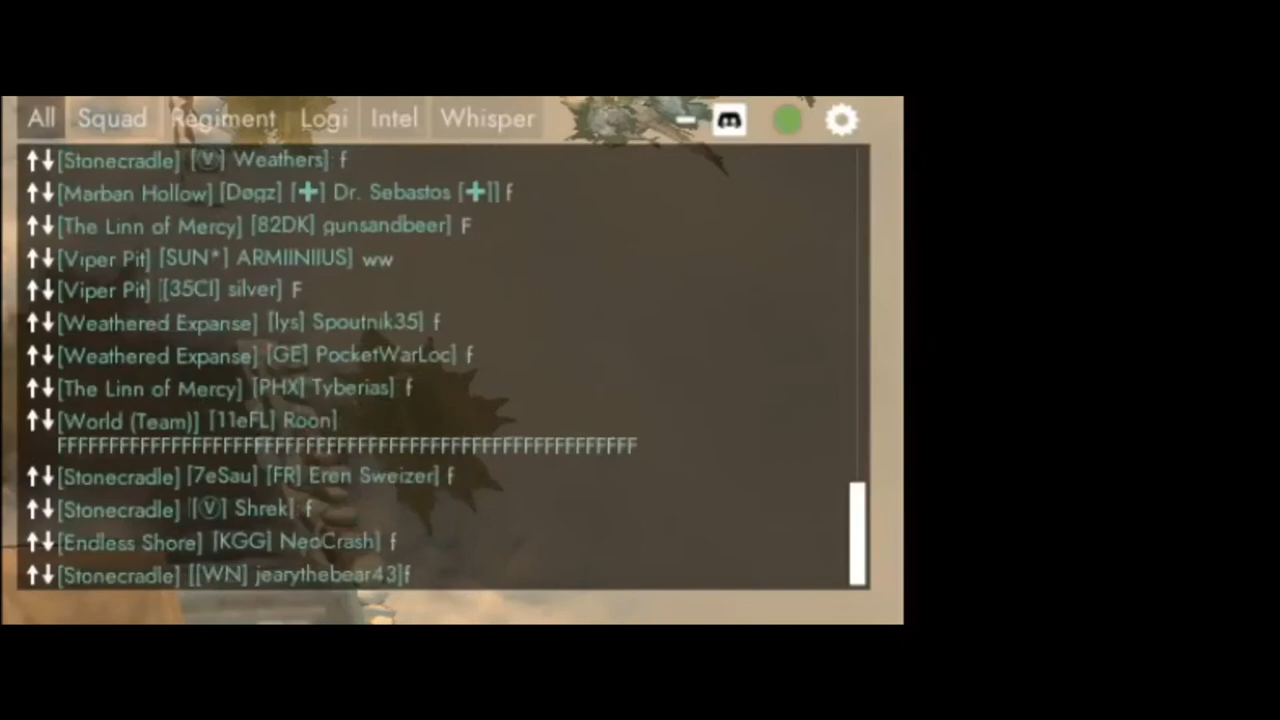 All Squad Regiment Logi Intel Whisper
[Stonecradle] [Ⓥ] Weathers] f
[Marban Hollow] [Døgz] [✚] Dr. Sebastos [✚]] f
[The Linn of Mercy] [82DK] gunsandbeer] F
[Viper Pit] [SUN*] ARMIINIIUS] ww
[Viper Pit] [[35CI] silver] F
[Weathered Expanse] [lys] Spoutnik35] f
[Weathered Expanse] [GE] PocketWarLoc] f
[The Linn of Mercy] [PHX] Tyberias] f
[World (Team)] [11eFL] Roon]
FFFFFFFFFFFFFFFFFFFFFFFFFFFFFFFFFFFFFFFFFFFFFFFFFFFFFFFF
[Stonecradle] [7eSau] [FR] Eren Sweizer] f
[Stonecradle] [[Ⓥ] Shrek] f
[Endless Shore] [KGG] NeoCrash] f
[Stonecradle] [[WN] jearythebear43]f